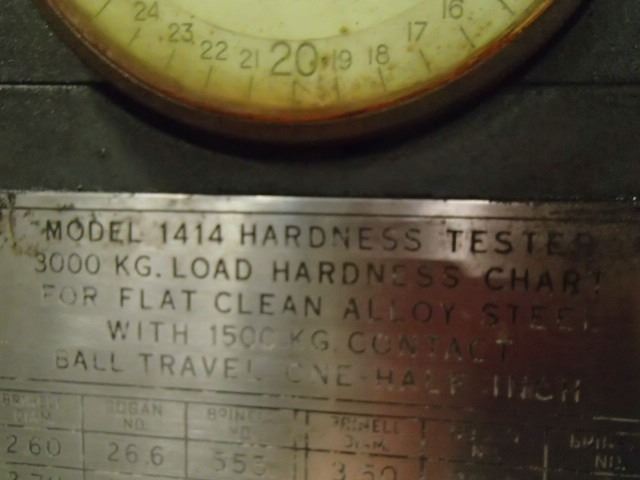 24 23 22 21 20 19 18 17 16
MODEL 1414 HARDNESS TESTER
3000 KG. LOAD HARDNESS CHART
FOR FLAT CLEAN ALLOY STEEL
WITH 1500 KG. CONTACT
BALL TRAVEL ONE-HALF INCH
BRINELL GOGAN BRINELL BRINELL
DIAM. NO. NO. DIAM.
2.60 26.6 555 3.50